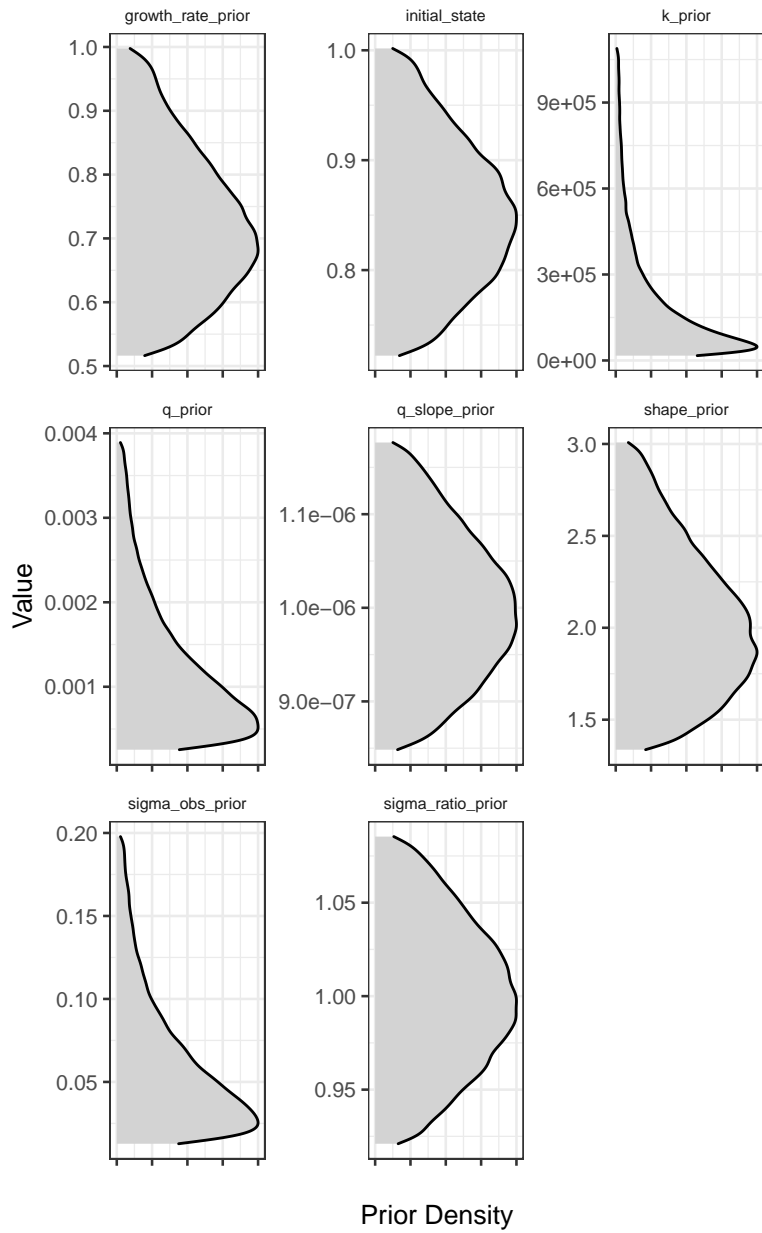 growth_rate_prior
initial_state
k_prior
1.0
0.9
0.8
0.7
0.6
0.5
1.0
0.9
0.8
9e+05
6e+05
3e+05
0e+00
q_prior
q_slope_prior
shape_prior
0.004
0.003
0.002
0.001
1.1e−06
1.0e−06
9.0e−07
3.0
2.5
2.0
1.5
Value
sigma_obs_prior
sigma_ratio_prior
0.20
0.15
0.10
0.05
1.05
1.00
0.95
Prior Density